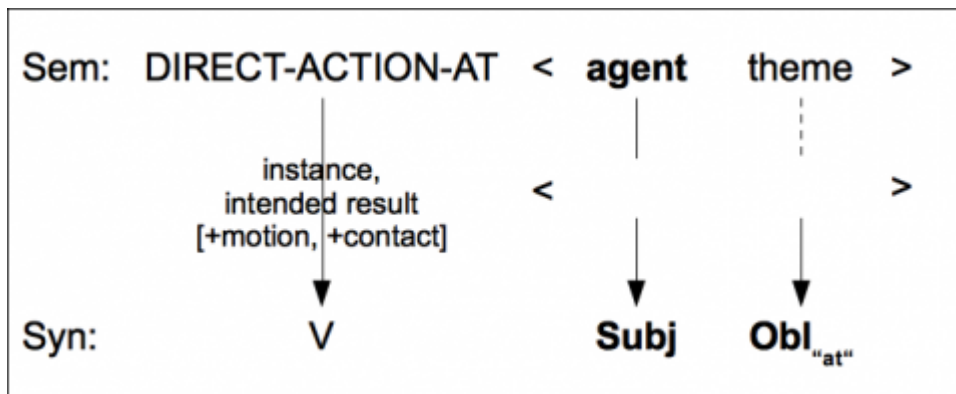 Sem: DIRECT-ACTION-AT < agent theme >
instance,
intended result
[+motion, +contact]
< >
Syn: V Subj Obl"at"